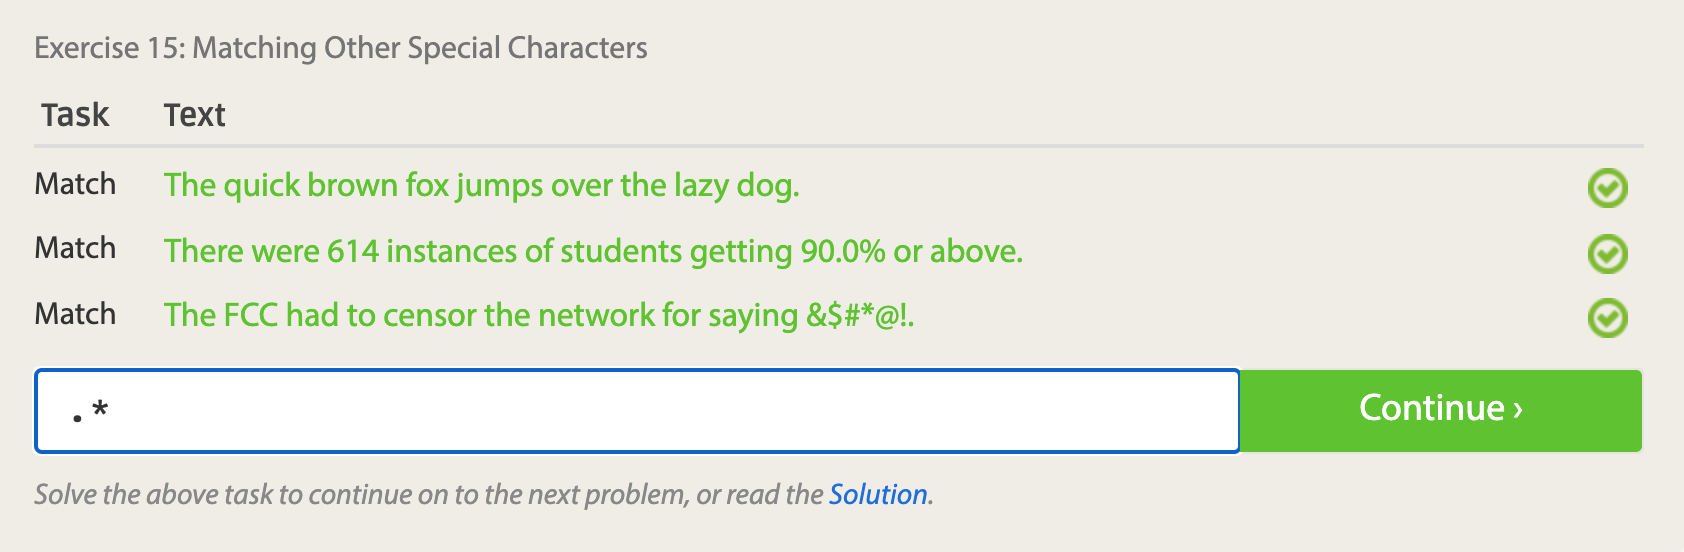 Exercise 15: Matching Other Special Characters
Task Text
Match The quick brown fox jumps over the lazy dog.
Match There were 614 instances of students getting 90.0% or above.
Match The FCC had to censor the network for saying &$#*@!.
.* Continue ›
Solve the above task to continue on to the next problem, or read the Solution.